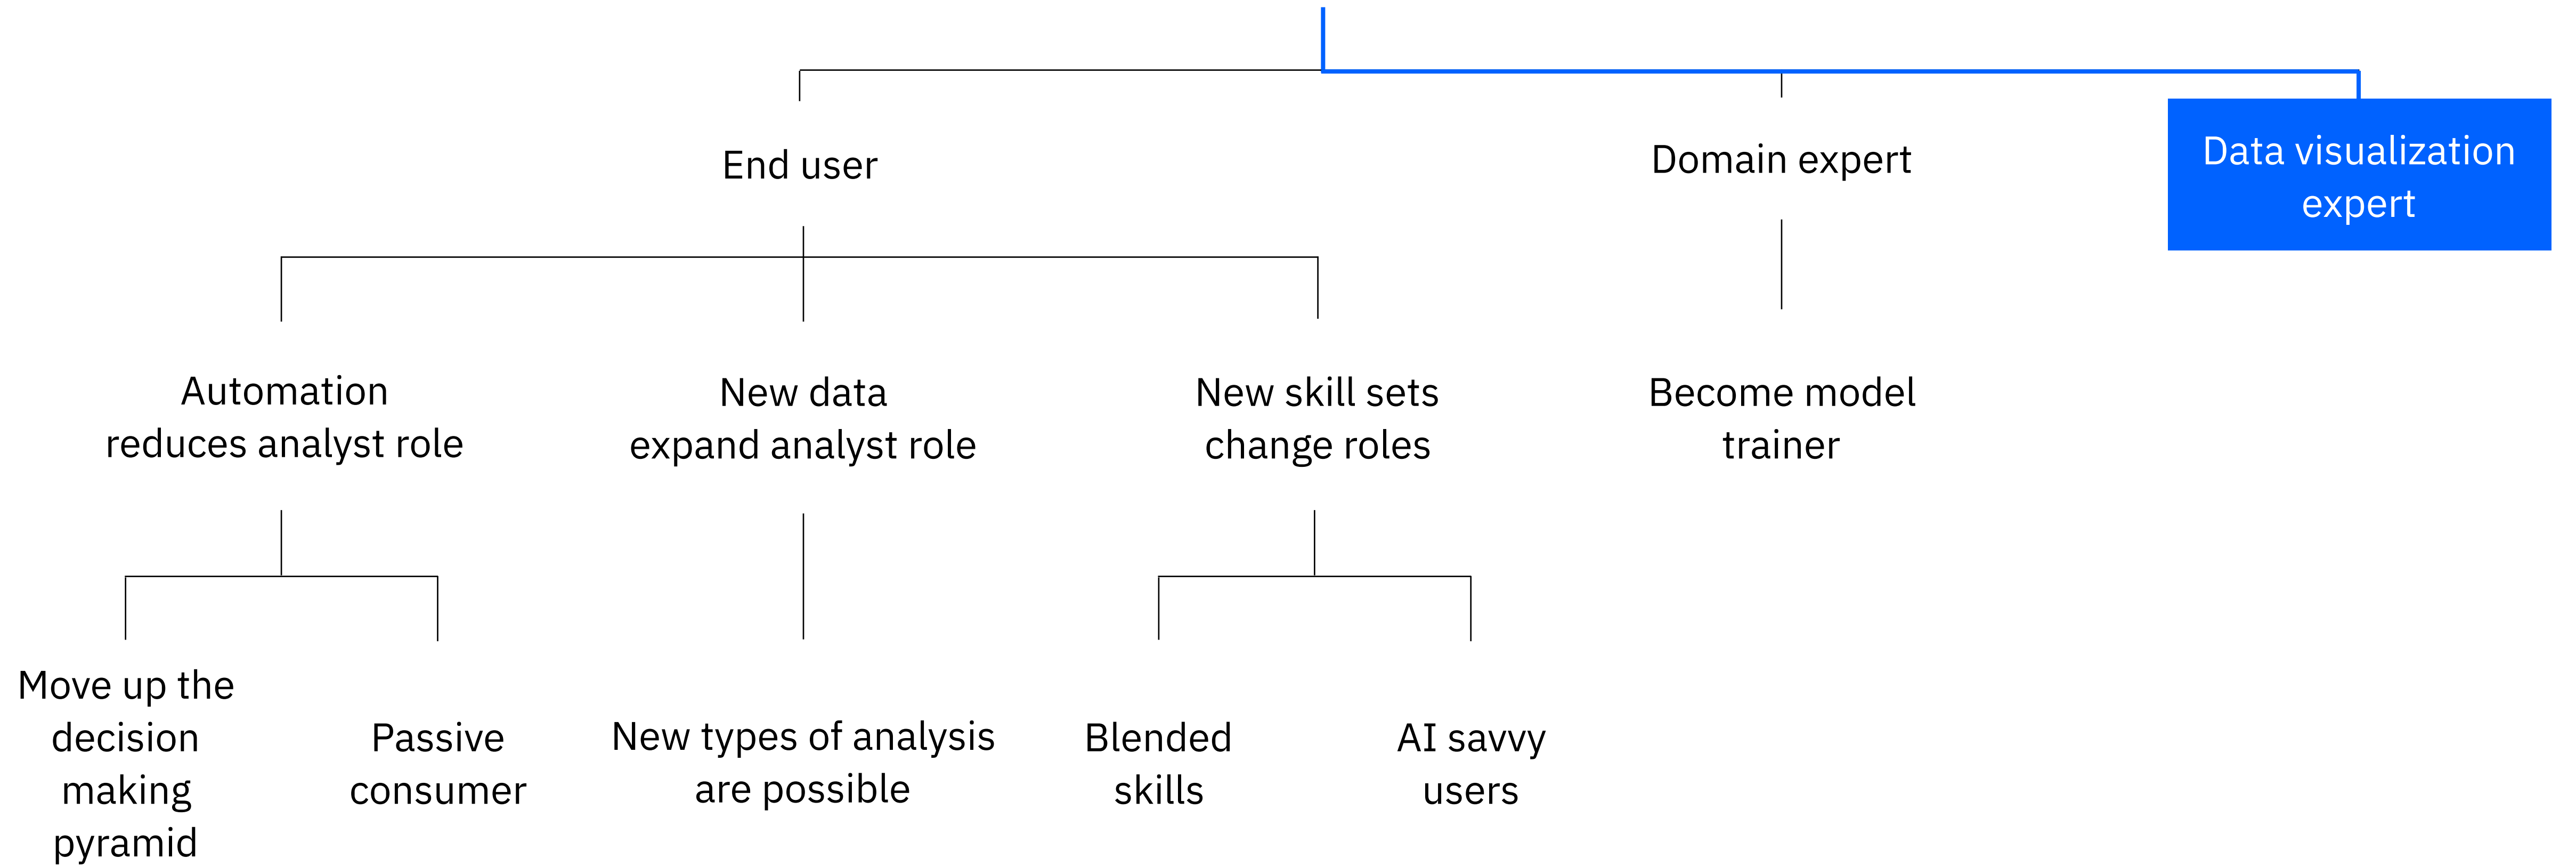 End user
Domain expert
Data visualization
expert
Automation
reduces analyst role
New data
expand analyst role
New skill sets
change roles
Become model
trainer
Move up the
decision
making
pyramid
Passive
consumer
New types of analysis
are possible
Blended
skills
AI savvy
users